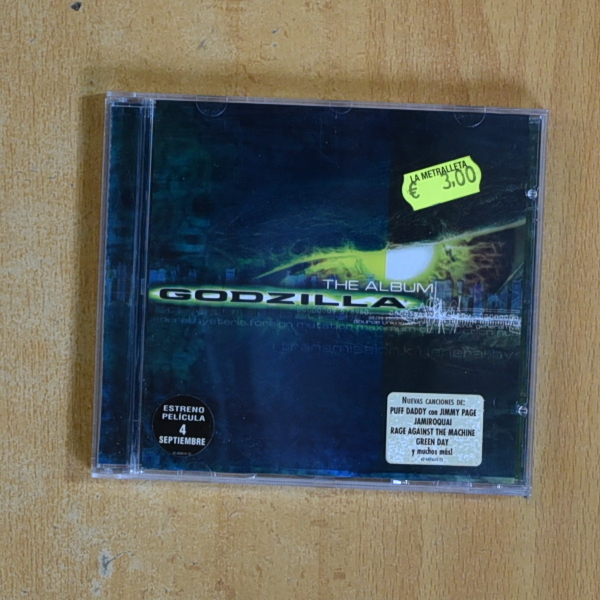 LA METRALLETA
€ 3.00
THE ALBUM
GODZILLA
ESTRENO
PELÍCULA
4
SEPTIEMBRE
NUEVAS CANCIONES DE:
PUFF DADDY con JIMMY PAGE
JAMIROQUAI
RAGE AGAINST THE MACHINE
GREEN DAY
y muchos más!